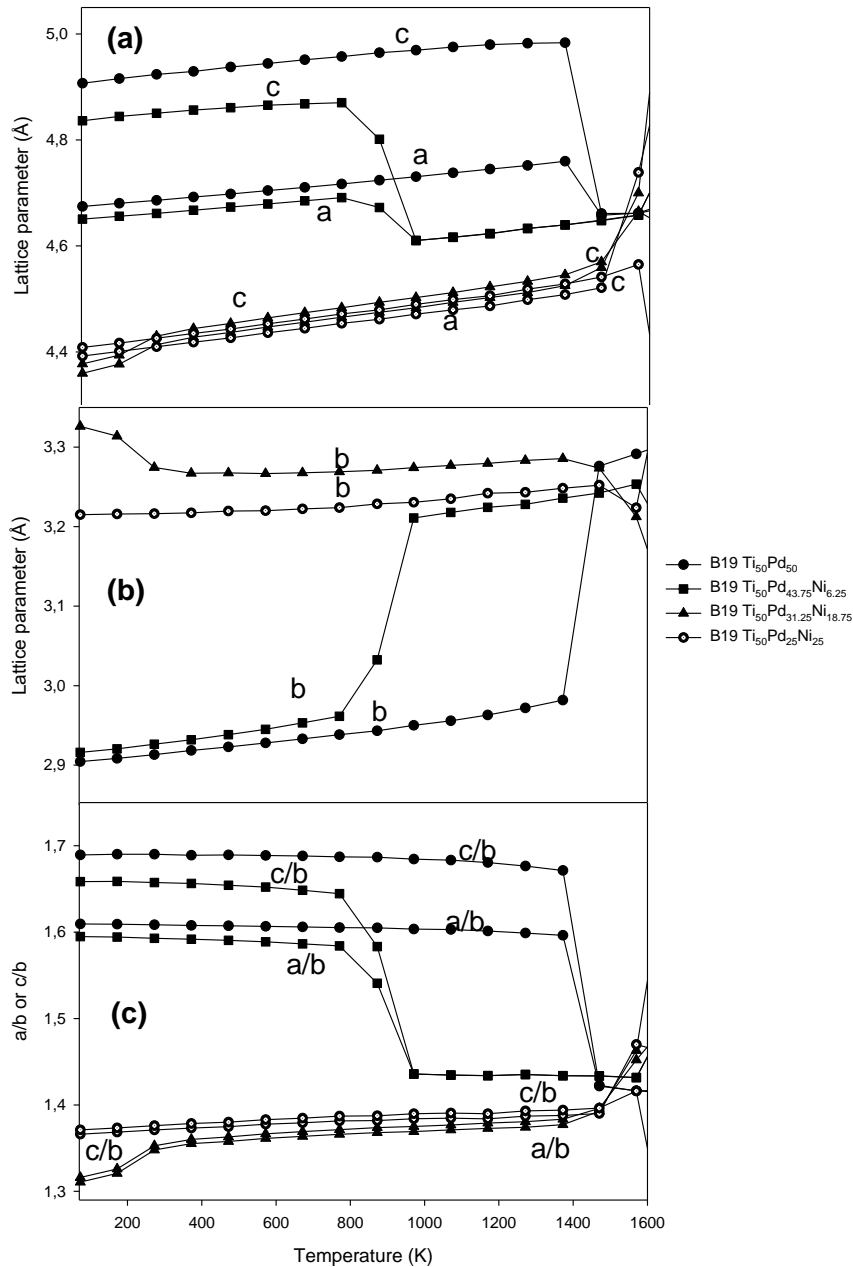 5,0
(a)
c
c
4,8
a
a
4,6
c
c
c
a
4,4
Lattice parameter (Å)
3,3
b
b
3,2
(b)
3,1
b
3,0
b
2,9
Lattice parameter (Å)
B19 Ti₅₀Pd₅₀
B19 Ti₅₀Pd₄₃.₇₅Ni₆.₂₅
B19 Ti₅₀Pd₃₁.₂₅Ni₁₈.₇₅
B19 Ti₅₀Pd₂₅Ni₂₅
1,7
c/b
c/b
1,6
a/b
a/b
1,5
(c)
1,4
c/b
c/b
a/b
1,3
a/b or c/b
200 400 600 800 1000 1200 1400 1600
Temperature (K)